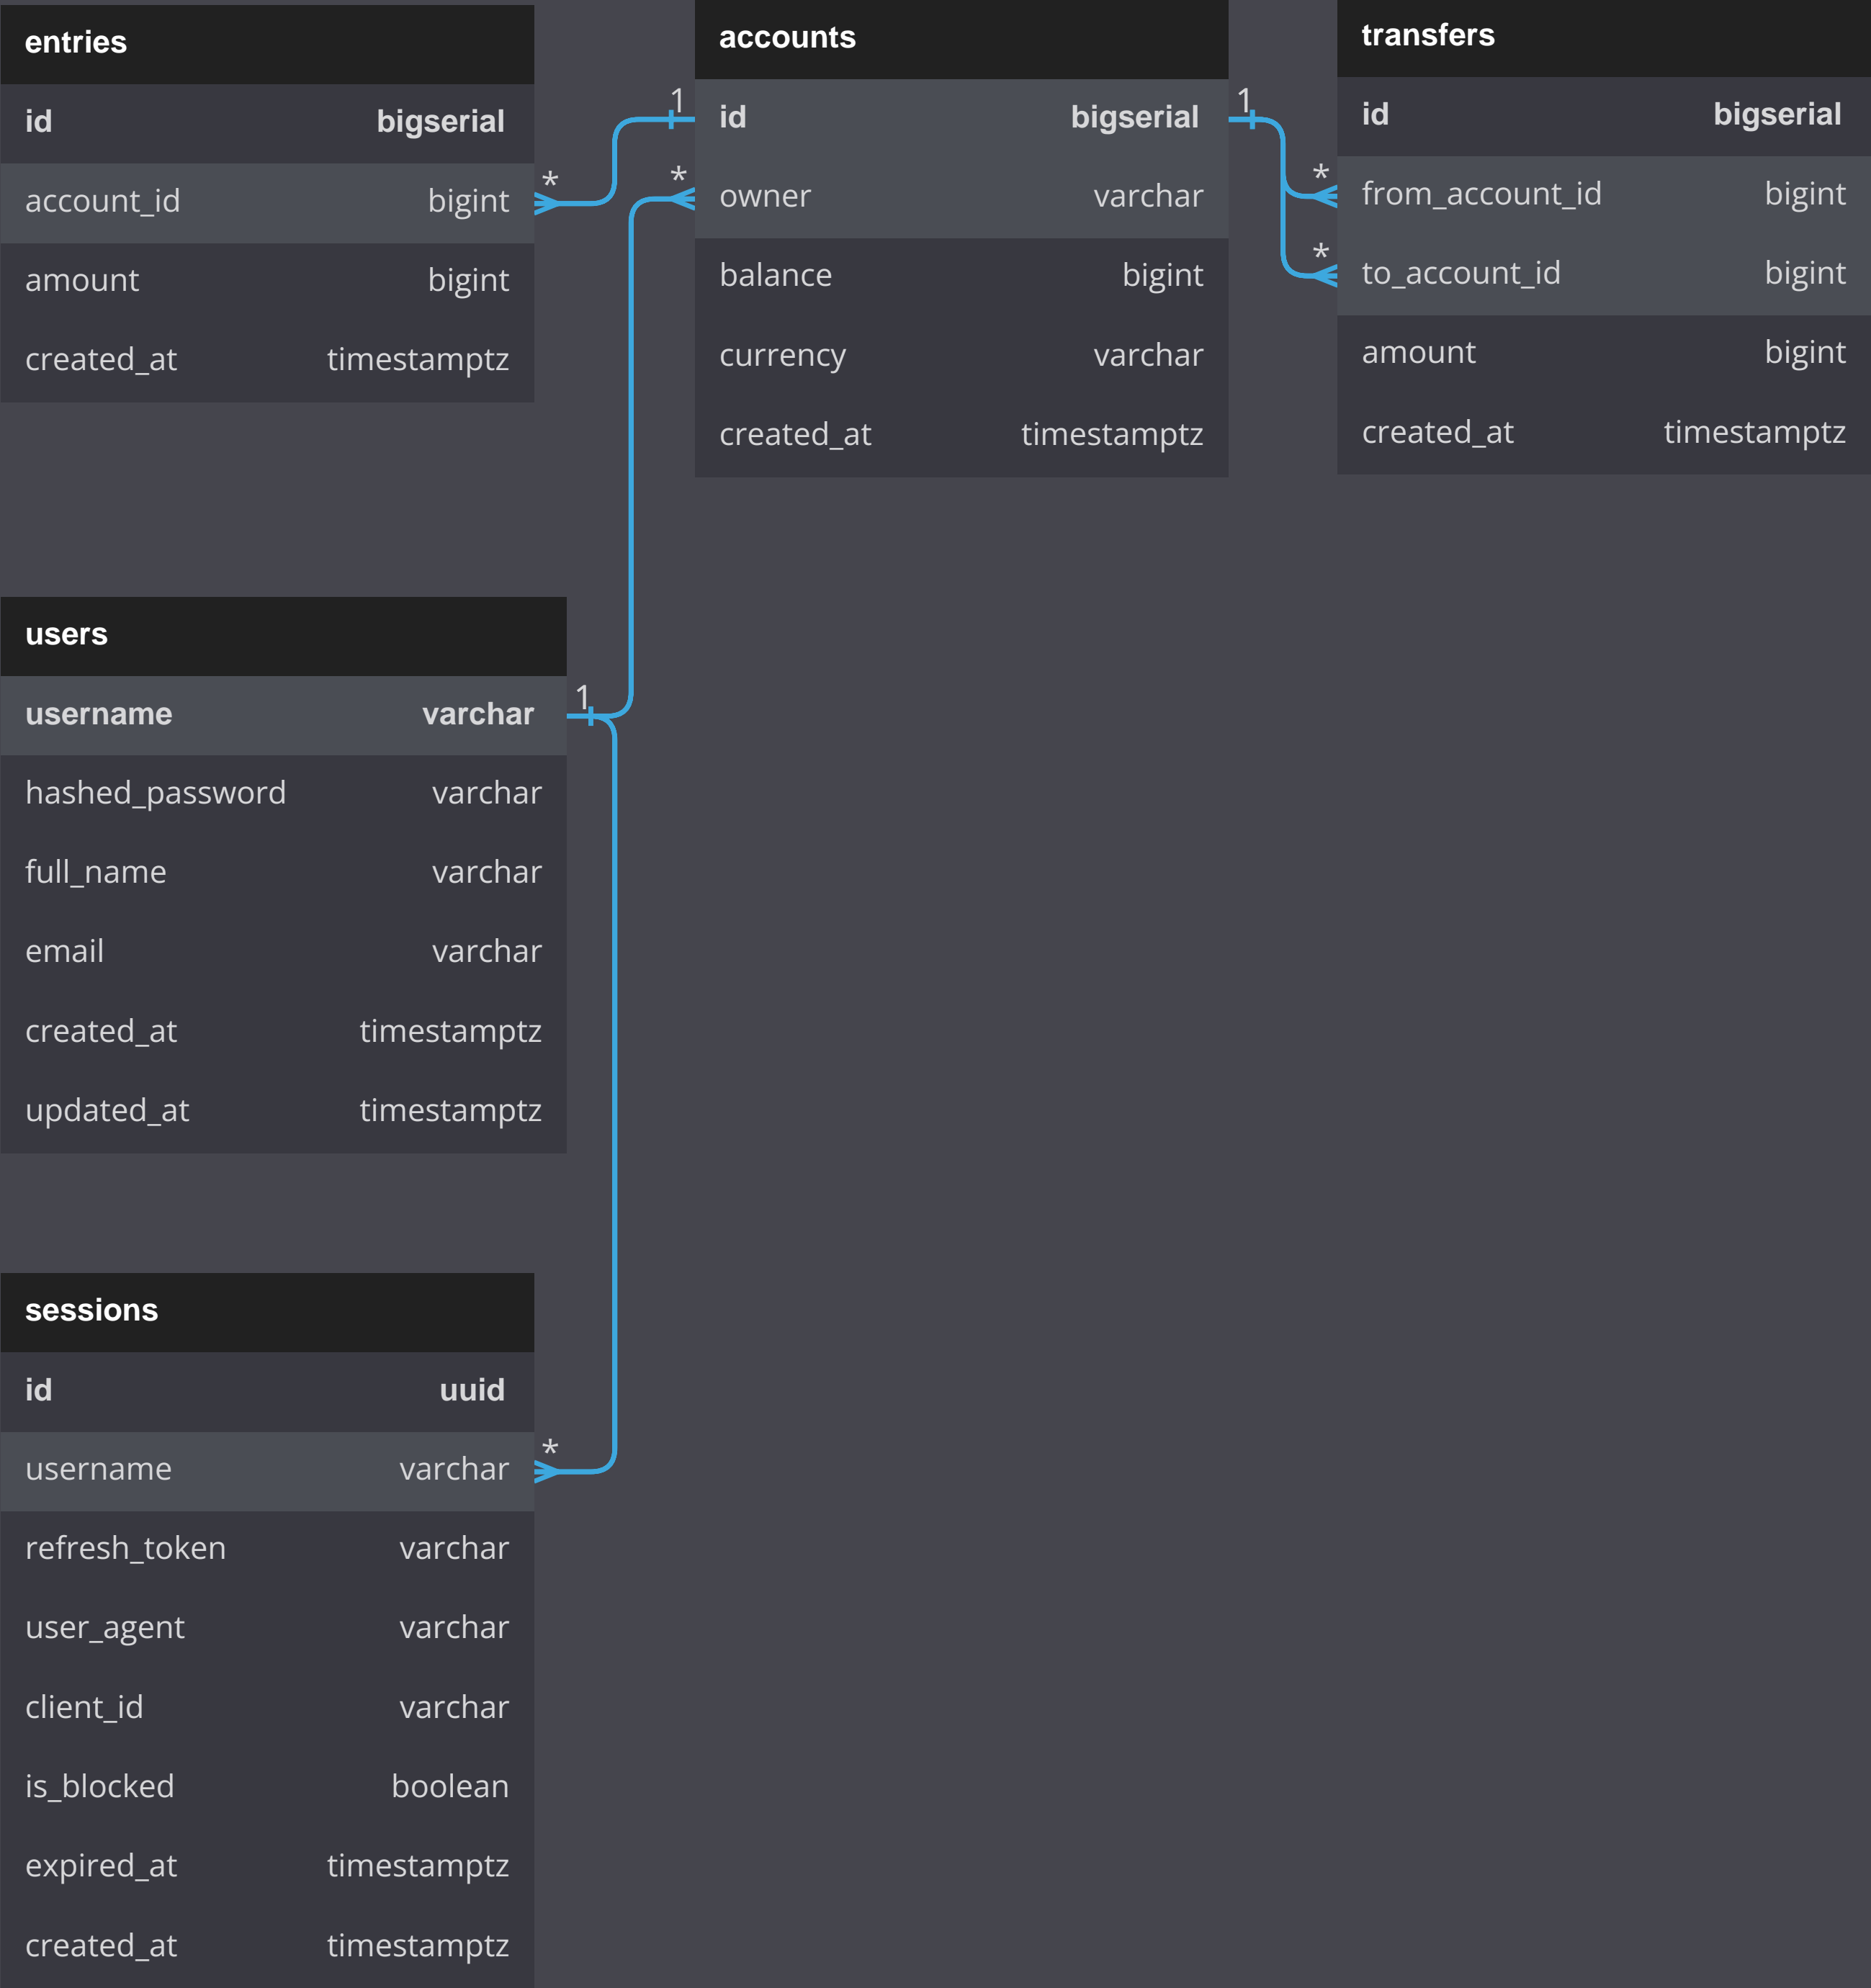 entries
id bigserial
account_id bigint
amount bigint
created_at timestamptz
accounts
1 id bigserial 1
* owner varchar
balance bigint
currency varchar
created_at timestamptz
transfers
id bigserial
* from_account_id bigint
* to_account_id bigint
amount bigint
created_at timestamptz
*
users
username varchar 1
hashed_password varchar
full_name varchar
email varchar
created_at timestamptz
updated_at timestamptz
sessions
id uuid
username varchar *
refresh_token varchar
user_agent varchar
client_id varchar
is_blocked boolean
expired_at timestamptz
created_at timestamptz